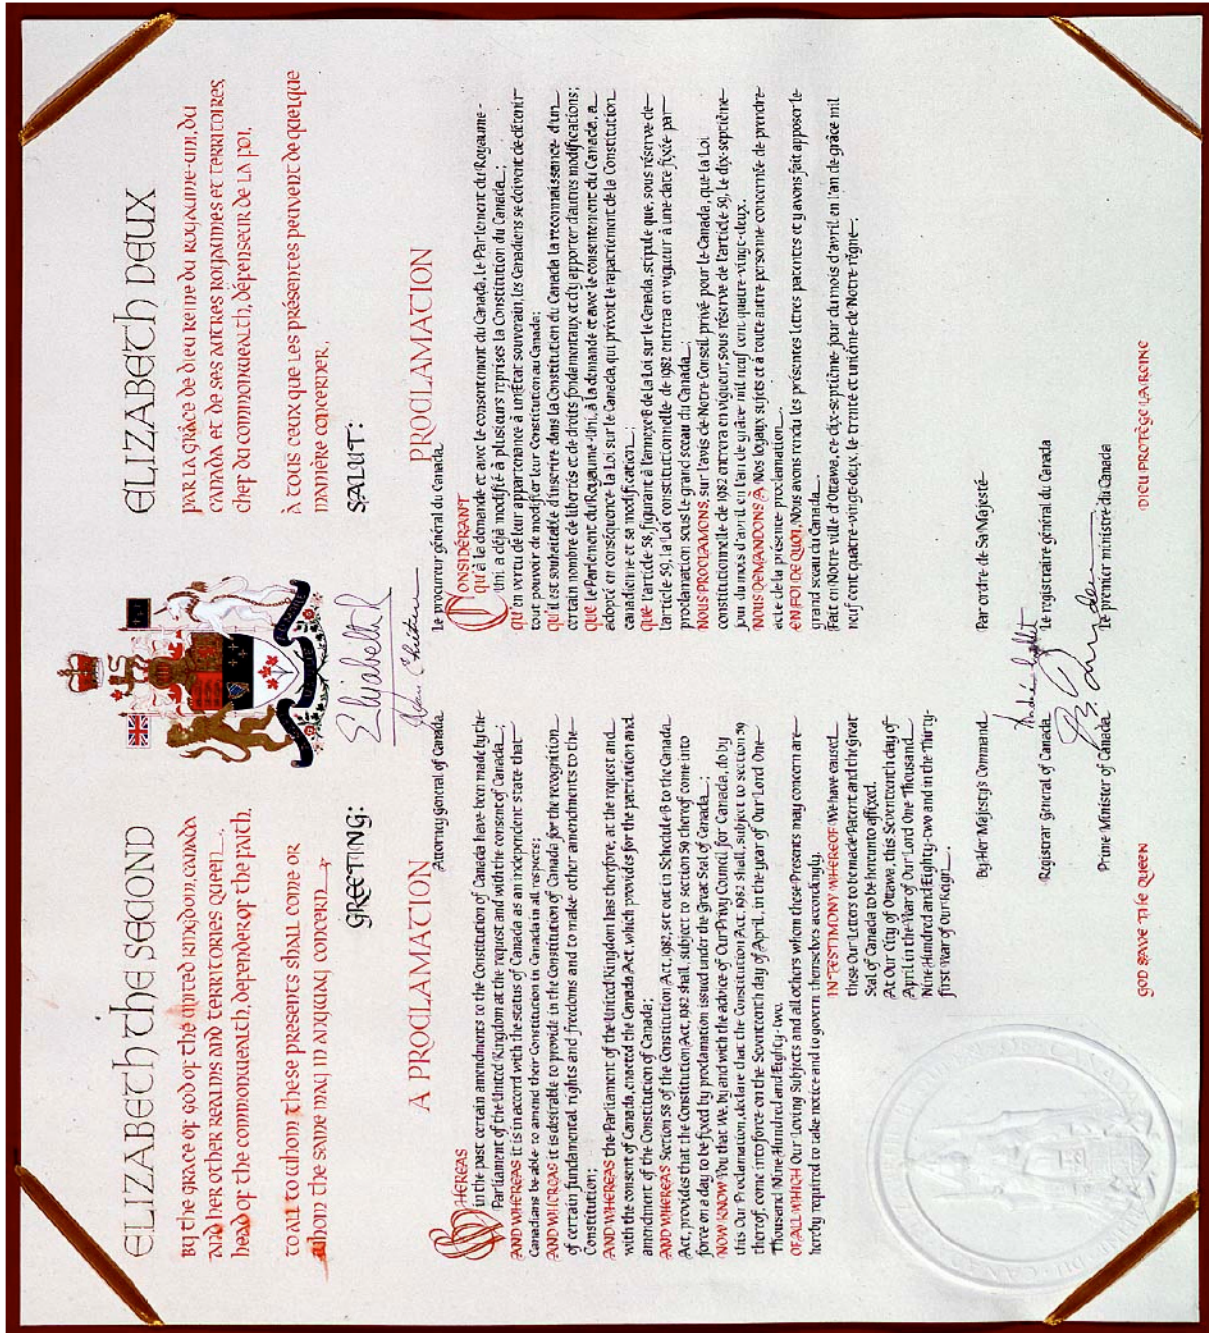 ELIZABETH THE SECOND
BY THE GRACE OF GOD OF THE UNITED KINGDOM, CANADA
AND HER OTHER REALMS AND TERRITORIES QUEEN,
HEAD OF THE COMMONWEALTH, DEFENDER OF THE FAITH.
TO ALL TO WHOM THESE PRESENTS SHALL COME OR
WHOM THE SAME MAY IN ANYWAY CONCERN,
GREETING:
Elizabeth
Attorney General of Canada
A PROCLAMATION
WHEREAS
in the past certain amendments to the Constitution of Canada have been made by the
Parliament of the United Kingdom at the request and with the consent of Canada;
AND WHEREAS it is in accord with the status of Canada as an independent state that
Canadians be able to amend their Constitution in Canada in all respects;
AND WHEREAS it is desirable to provide in the Constitution of Canada for the recognition
of certain fundamental rights and freedoms and to make other amendments to the
Constitution;
AND WHEREAS the Parliament of the United Kingdom has therefore, at the request and
with the consent of Canada, enacted the Canada Act, which provides for the patriation and
amendment of the Constitution of Canada;
AND WHEREAS Section 58 of the Constitution Act, 1982, set out in Schedule B to the Canada
Act, provides that the Constitution Act, 1982 shall, subject to section 59 thereof come into
force on a day to be fixed by proclamation issued under the Great Seal of Canada;
NOW KNOW You that We, by and with the advice of Our Privy Council for Canada, do by
this Our Proclamation, declare that the Constitution Act, 1982 shall, subject to section 59
thereof, come into force on the Seventeenth day of April, in the year of Our Lord One
Thousand Nine Hundred and Eighty-two.
OF ALL WHICH Our Loving Subjects and all others whom these Presents may concern are
hereby required to take notice and to govern themselves accordingly.
IN TESTIMONY WHEREOF We have caused
these Our Letters to be made Patent and the Great
Seal of Canada to be hereunto affixed.
At Our City of Ottawa, this Seventeenth day of
April in the Year of Our Lord One Thousand
Nine Hundred and Eighty-two and in the Thirty-
first Year of Our Reign.
By Her Majesty's Command
Registrar General of Canada
Prime Minister of Canada
GOD SAVE THE QUEEN
ELIZABETH DEUX
PAR LA GRÂCE DE DIEU REINE DU ROYAUME-UNI, DU
CANADA ET DE SES AUTRES ROYAUMES ET TERRITOIRES,
CHEF DU COMMONWEALTH, DÉFENSEUR DE LA FOI.
À TOUS CEUX QUE LES PRÉSENTES PEUVENT DE QUELQUE
MANIÈRE CONCERNER,
SALUT:
Le procureur général du Canada
PROCLAMATION
CONSIDÉRANT
qu'à la demande et avec le consentement du Canada, le Parlement du Royaume-
Uni a déjà modifié à plusieurs reprises la Constitution du Canada;
QU'en vertu de leur appartenance à un État souverain, les Canadiens se doivent de détenir
tout pouvoir de modifier leur Constitution au Canada;
QU'il est souhaitable d'inscrire dans la Constitution du Canada la reconnaissance d'un
certain nombre de libertés et de droits fondamentaux et d'y apporter d'autres modifications;
QUE le Parlement du Royaume-Uni, à la demande et avec le consentement du Canada, a
adopté en conséquence la Loi sur le Canada, qui prévoit le rapatriement de la Constitution
canadienne et sa modification;
QUE l'article 58, figurant à l'annexe B de la Loi sur le Canada, stipule que, sous réserve de
l'article 59, la Loi constitutionnelle de 1982 entrera en vigueur à une date fixée par
proclamation sous le grand sceau du Canada;
NOUS PROCLAMONS, sur l'avis de Notre Conseil privé pour le Canada, que la Loi
constitutionnelle de 1982 entrera en vigueur, sous réserve de l'article 59, le dix-septième
jour du mois d'avril en l'an de grâce mil neuf cent quatre-vingt-deux.
NOUS DEMANDONS À Nos loyaux sujets et à toute autre personne concernée de prendre
acte de la présente proclamation.
EN FOI DE QUOI, Nous avons rendu les présentes lettres patentes et y avons fait apposer le
grand sceau du Canada.
Fait en Notre ville d'Ottawa, ce dix-septième jour du mois d'avril en l'an de grâce mil
neuf cent quatre-vingt-deux, le trente et unième de Notre règne.
Par ordre de Sa Majesté
Le registraire général du Canada
Le premier ministre du Canada
DIEU PROTÈGE LA REINE